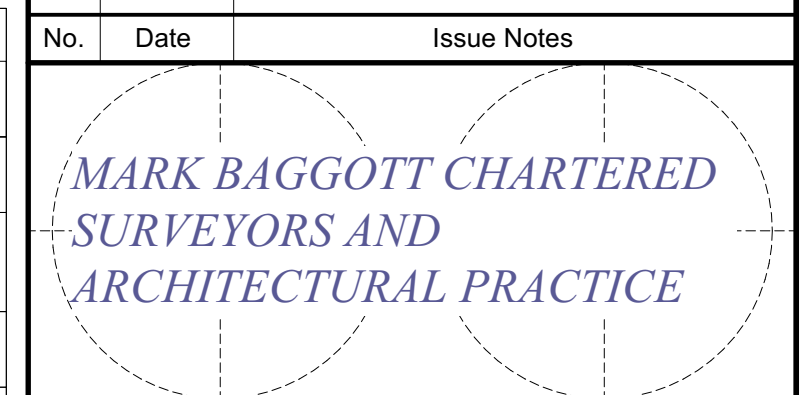 No. Date Issue Notes
MARK BAGGOTT CHARTERED
SURVEYORS AND
ARCHITECTURAL PRACTICE